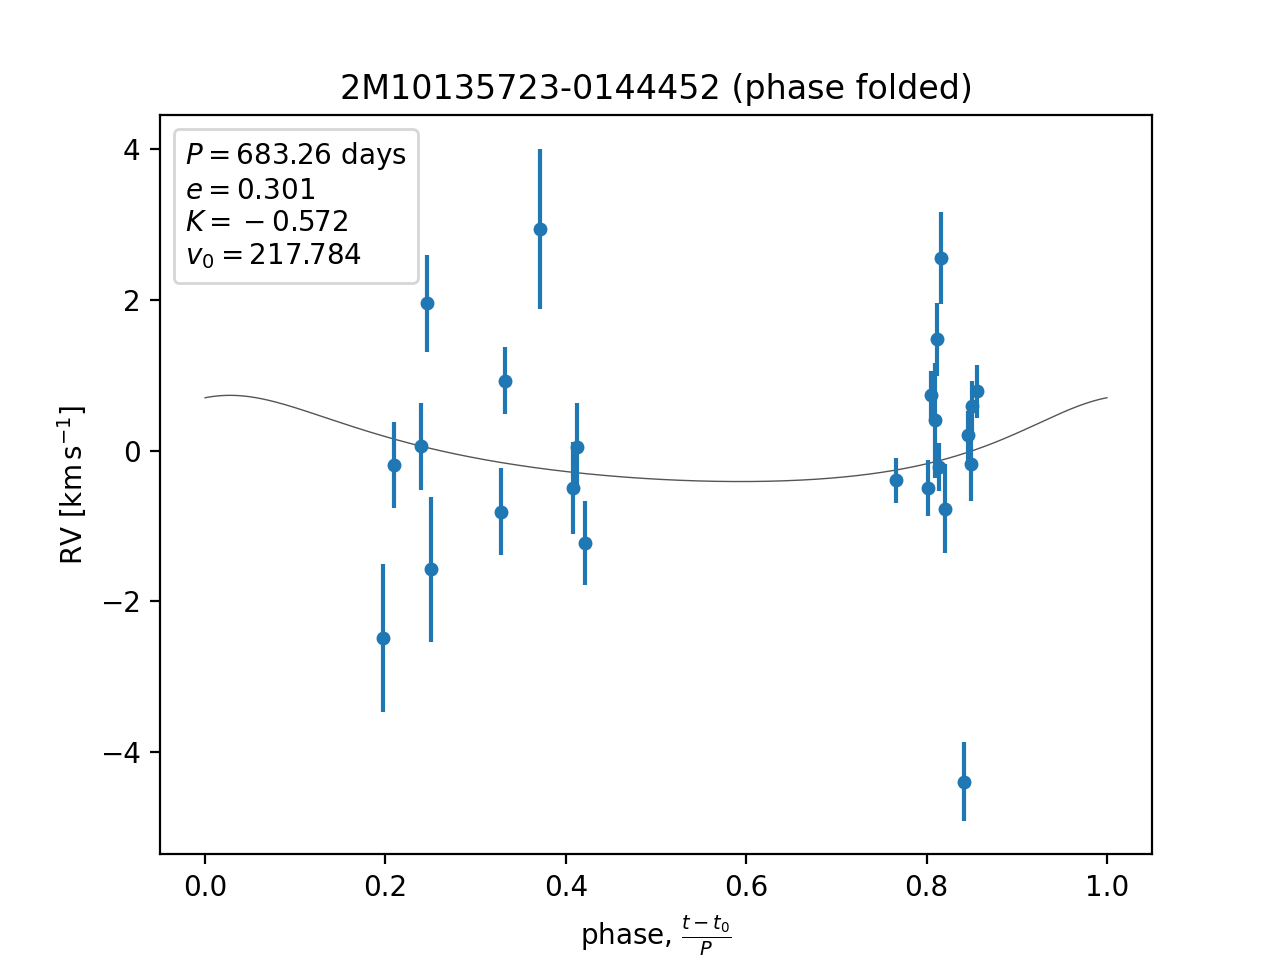 2M10135723-0144452 (phase folded)
P = 683.26 days
e = 0.301
K = −0.572
v₀ = 217.784
4
2
0
−2
−4
RV [km s⁻¹]
0.0 0.2 0.4 0.6 0.8 1.0
phase, (t − t₀)/P